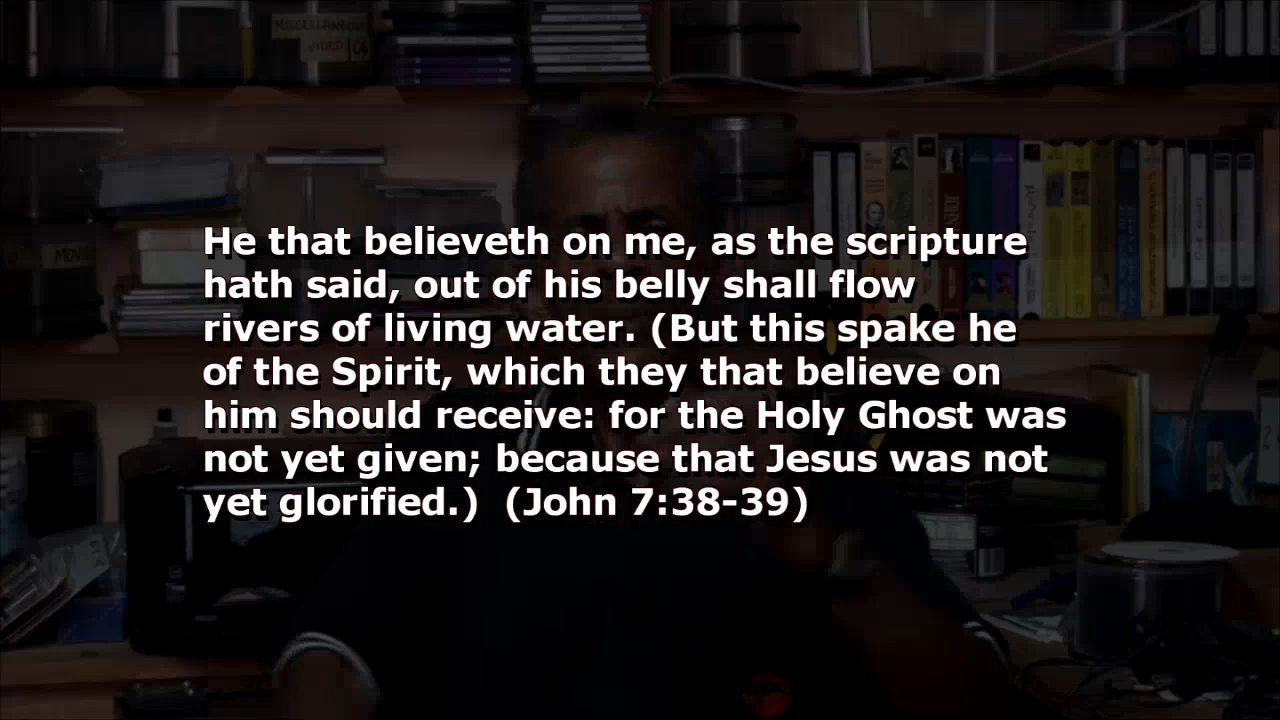 MISCELLANEOUS
VIDEO
He that believeth on me, as the scripture
hath said, out of his belly shall flow
rivers of living water. (But this spake he
of the Spirit, which they that believe on
him should receive: for the Holy Ghost was
not yet given; because that Jesus was not
yet glorified.) (John 7:38-39)